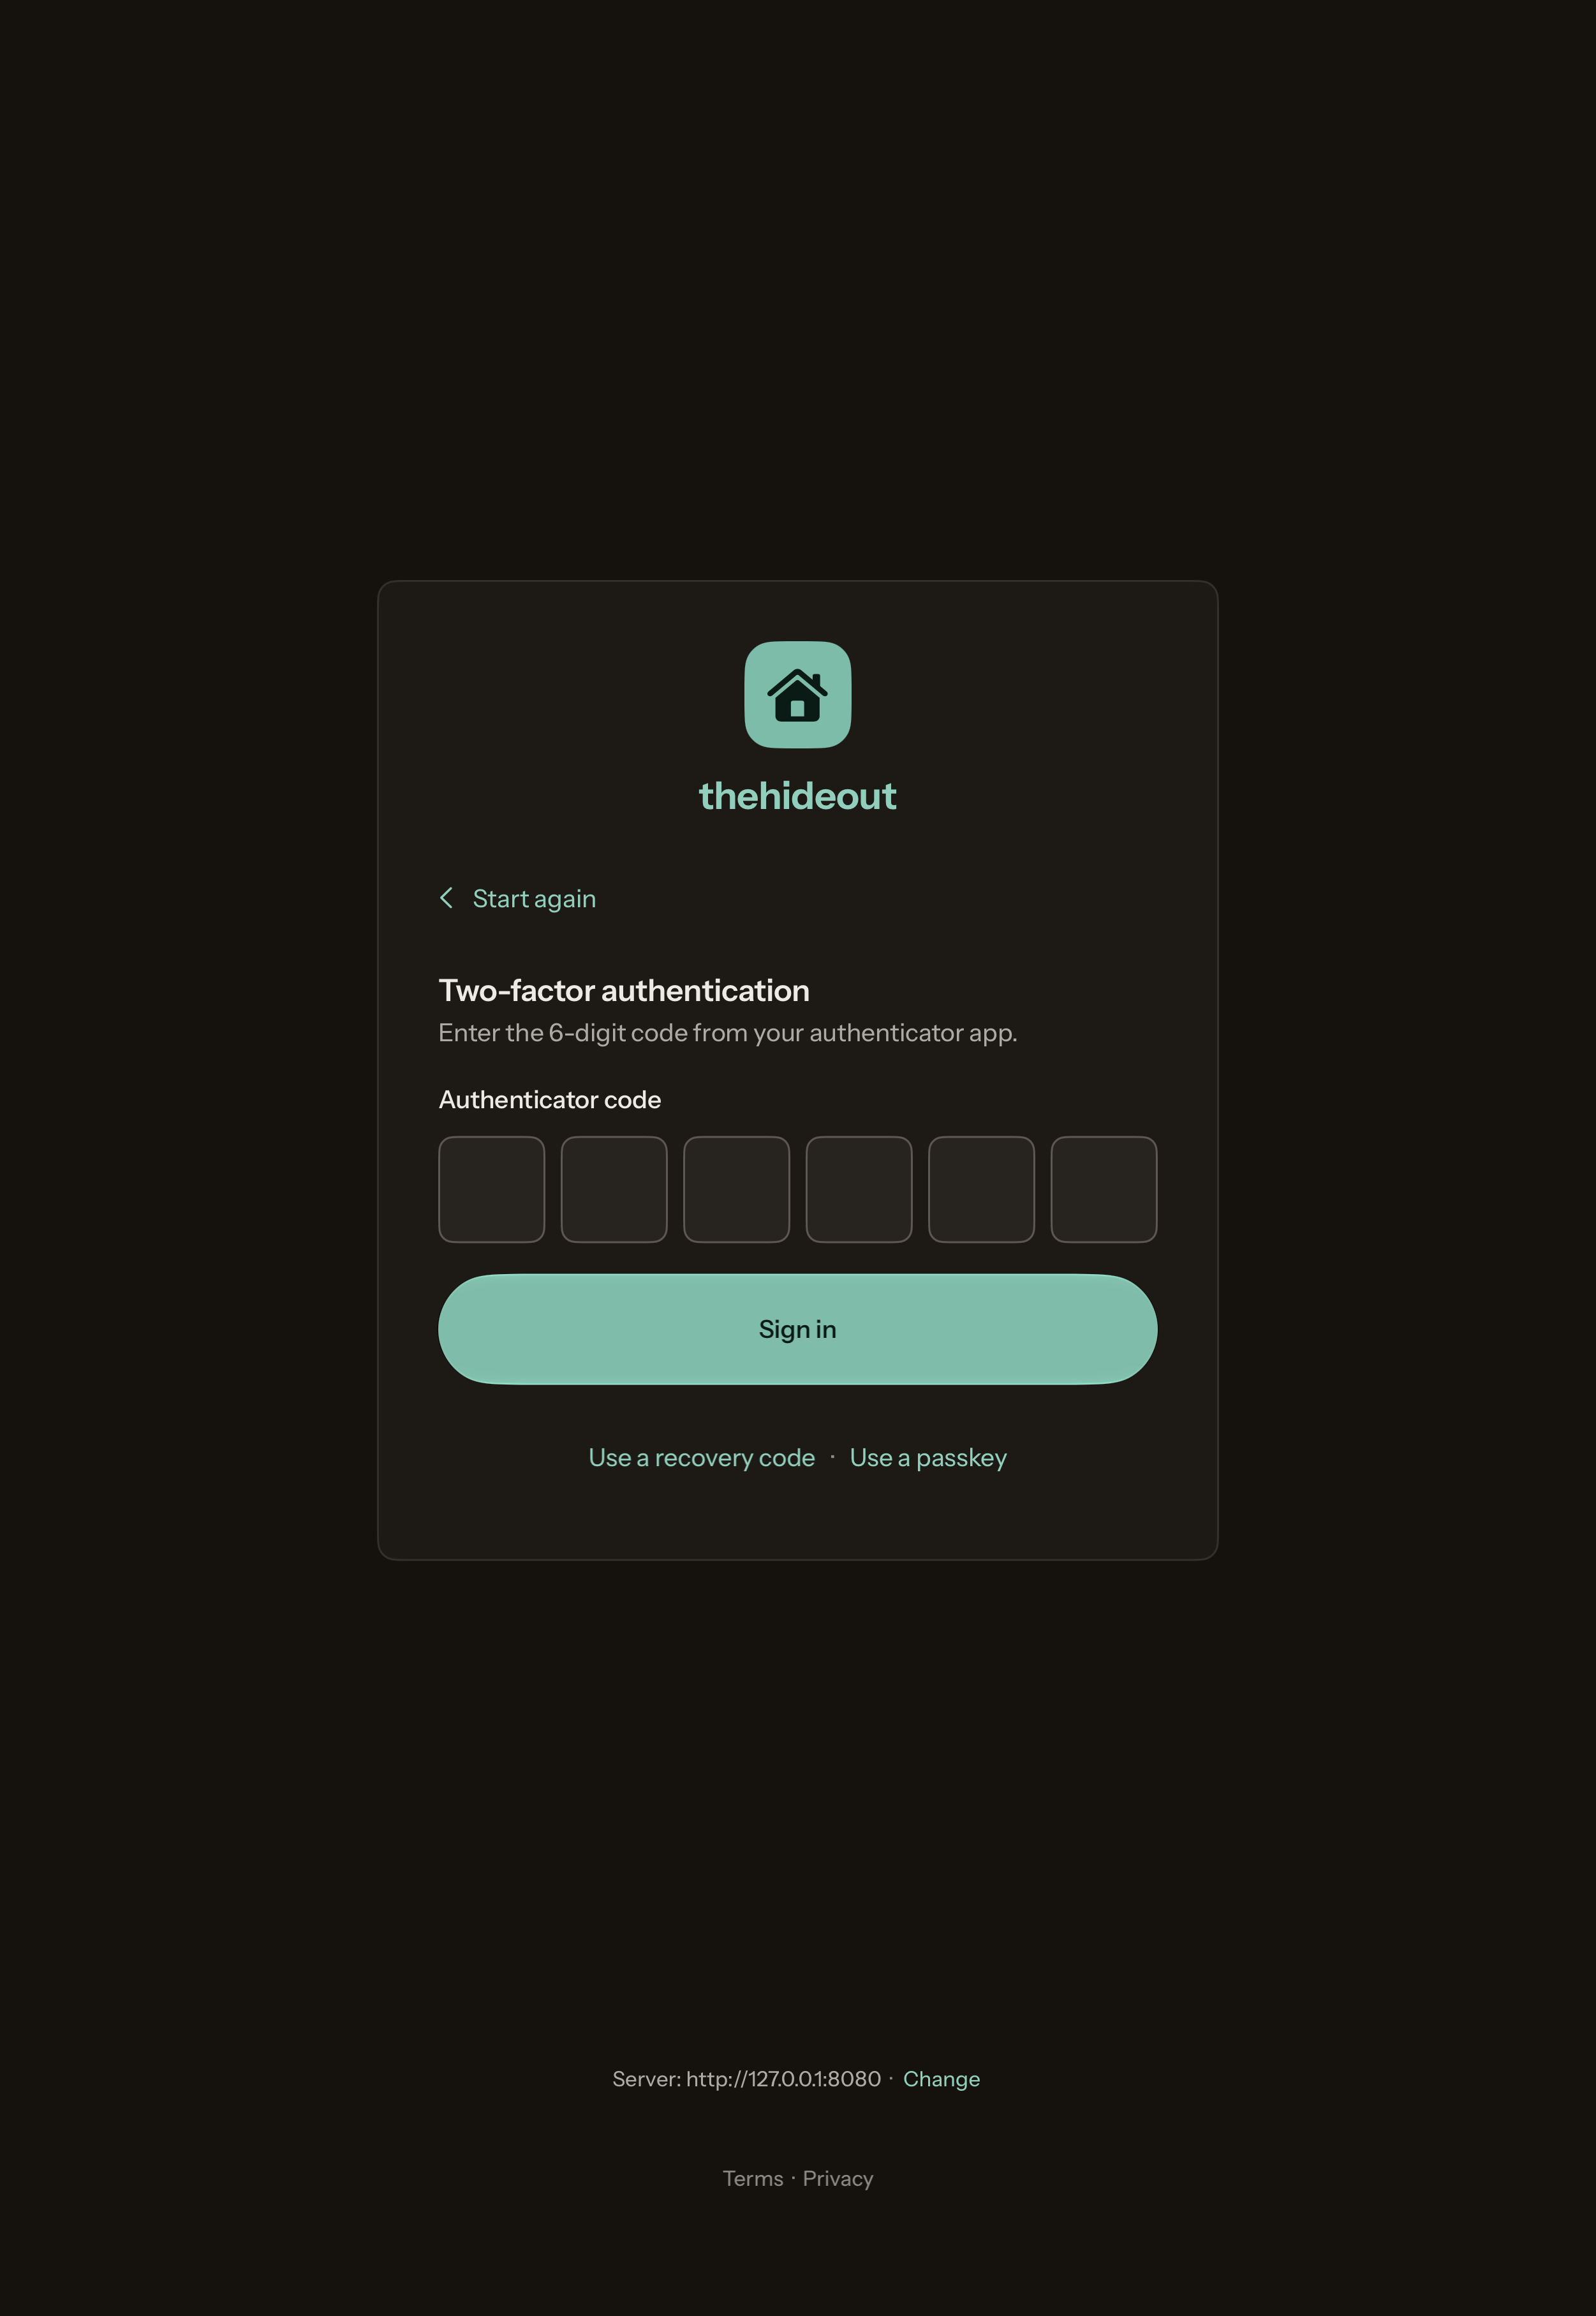 thehideout
Start again
Two-factor authentication
Enter the 6-digit code from your authenticator app.
Authenticator code
Sign in
Use a recovery code · Use a passkey
Server: http://127.0.0.1:8080 · Change
Terms · Privacy